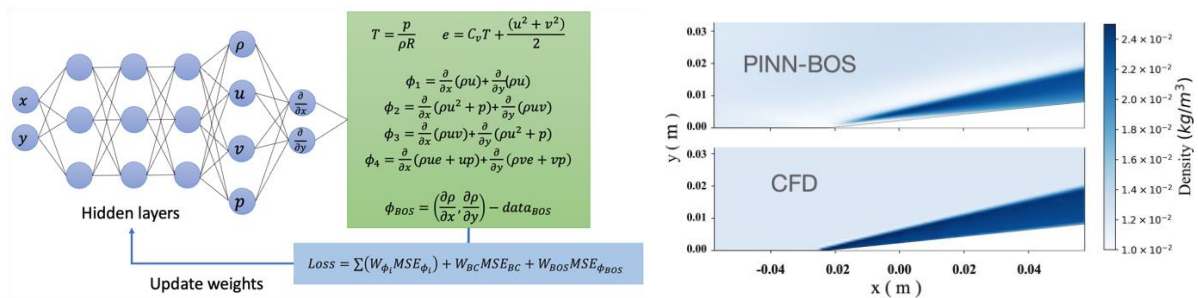 x
y
ρ
u
v
p
∂/∂x
∂/∂y
Hidden layers
Update weights
T = p/ρR    e = C_vT + (u² + v²)/2
ϕ₁ = ∂/∂x (ρu) + ∂/∂y (ρu)
ϕ₂ = ∂/∂x (ρu² + p) + ∂/∂y (ρuv)
ϕ₃ = ∂/∂x (ρuv) + ∂/∂y (ρu² + p)
ϕ₄ = ∂/∂x (ρue + up) + ∂/∂y (ρve + vp)
ϕ_BOS = (∂ρ/∂x, ∂ρ/∂y) − data_BOS
Loss = ∑(W_ϕᵢ MSE_ϕᵢ) + W_BC MSE_BC + W_BOS MSE_ϕBOS
0.03
0.02
0.01
0.00
PINN-BOS
y ( m )
0.03
0.02
0.01
0.00
CFD
-0.04 -0.02 0.00 0.02 0.04
x ( m )
2.4 × 10⁻²
2.2 × 10⁻²
2 × 10⁻²
1.8 × 10⁻²
1.6 × 10⁻²
1.4 × 10⁻²
1.2 × 10⁻²
1.0 × 10⁻²
Density (kg/m³)